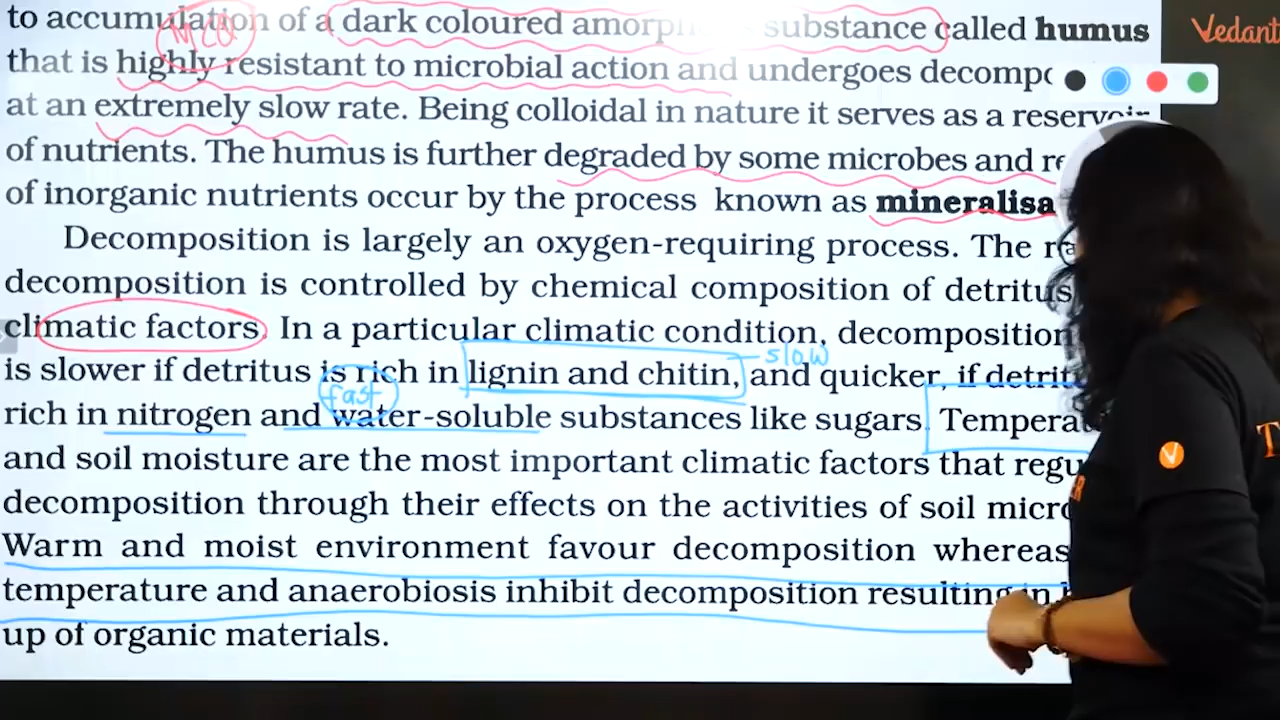 to accumulation of a dark coloured amorph substance called humus
Vedant
MCQ
that is highly resistant to microbial action and undergoes decompo
at an extremely slow rate. Being colloidal in nature it serves as a reservoir
of nutrients. The humus is further degraded by some microbes and re
of inorganic nutrients occur by the process known as mineralisa
Decomposition is largely an oxygen-requiring process. The ra
decomposition is controlled by chemical composition of detritus
climatic factors. In a particular climatic condition, decomposition
slow
is slower if detritus is rich in lignin and chitin, and quicker, if detrit
fast
rich in nitrogen and water-soluble substances like sugars. Tempera
and soil moisture are the most important climatic factors that regu
decomposition through their effects on the activities of soil micro
Warm and moist environment favour decomposition whereas
temperature and anaerobiosis inhibit decomposition resulting in b
up of organic materials.